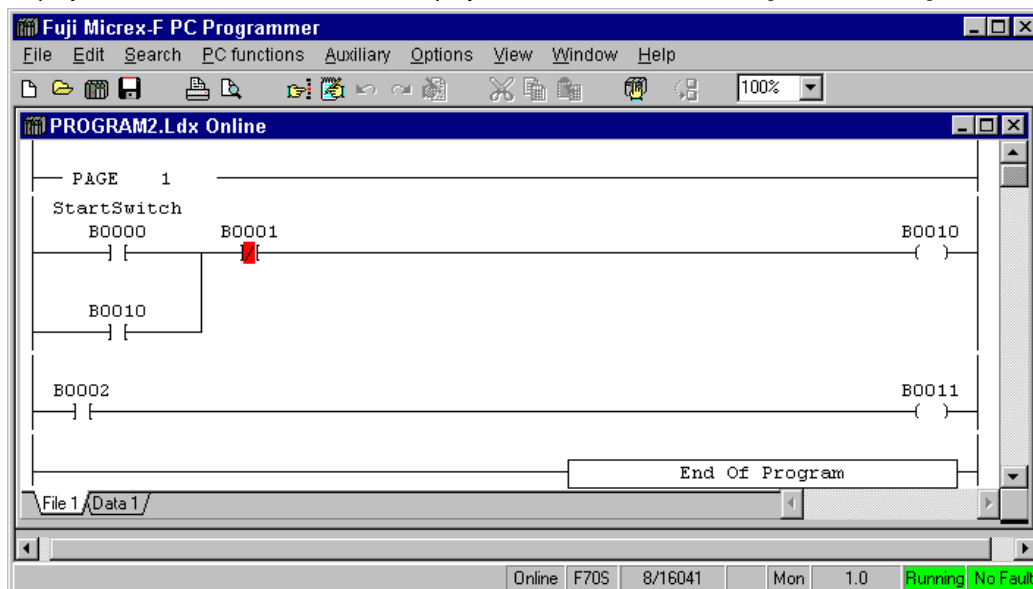 Fuji Micrex-F PC Programmer
File Edit Search PC functions Auxiliary Options View Window Help
100%
PROGRAM2.Ldx Online
PAGE 1
StartSwitch
B0000 B0001 B0010
B0010
B0002 B0011
End Of Program
File 1 Data 1
Online F70S 8/16041 Mon 1.0 Running No Fault